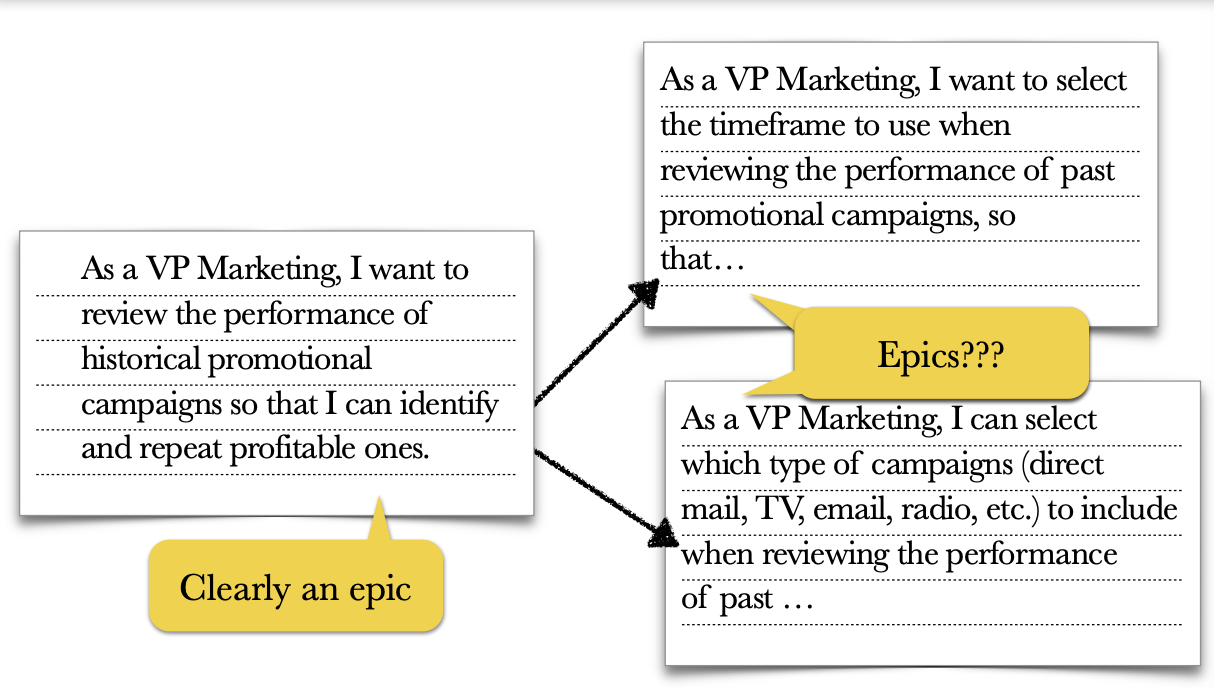 As a VP Marketing, I want to
review the performance of
historical promotional
campaigns so that I can identify
and repeat profitable ones.
Clearly an epic
As a VP Marketing, I want to select
the timeframe to use when
reviewing the performance of past
promotional campaigns, so
that…
Epics???
As a VP Marketing, I can select
which type of campaigns (direct
mail, TV, email, radio, etc.) to include
when reviewing the performance
of past …